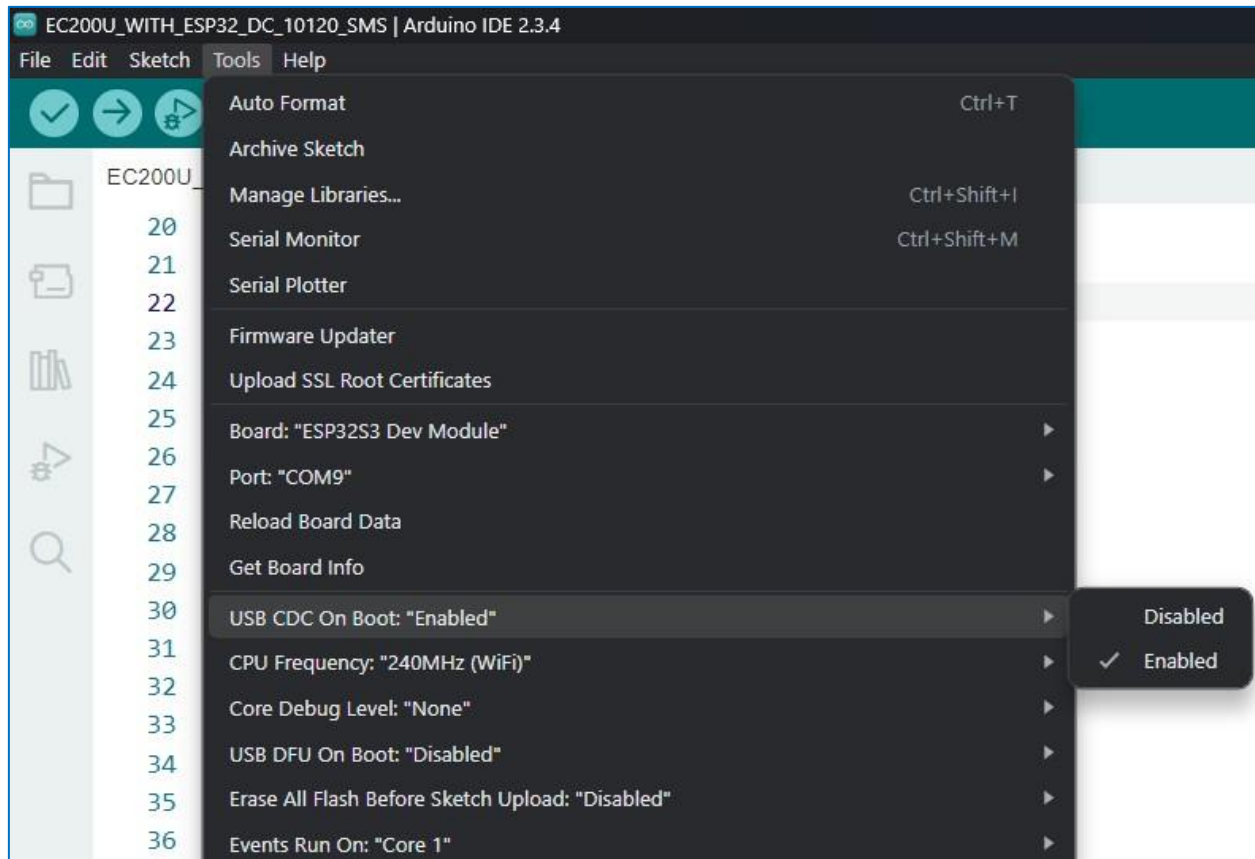 EC200U_WITH_ESP32_DC_10120_SMS | Arduino IDE 2.3.4
File Edit Sketch Tools Help
Auto Format Ctrl+T
Archive Sketch
EC200U_
Manage Libraries... Ctrl+Shift+I
20
Serial Monitor Ctrl+Shift+M
21
Serial Plotter
22
23
Firmware Updater
24
Upload SSL Root Certificates
25
Board: "ESP32S3 Dev Module"
26
Port: "COM9"
27
Reload Board Data
28
Get Board Info
29
30
USB CDC On Boot: "Enabled" Disabled
31
CPU Frequency: "240MHz (WiFi)" Enabled
32
Core Debug Level: "None"
33
USB DFU On Boot: "Disabled"
34
Erase All Flash Before Sketch Upload: "Disabled"
35
Events Run On: "Core 1"
36